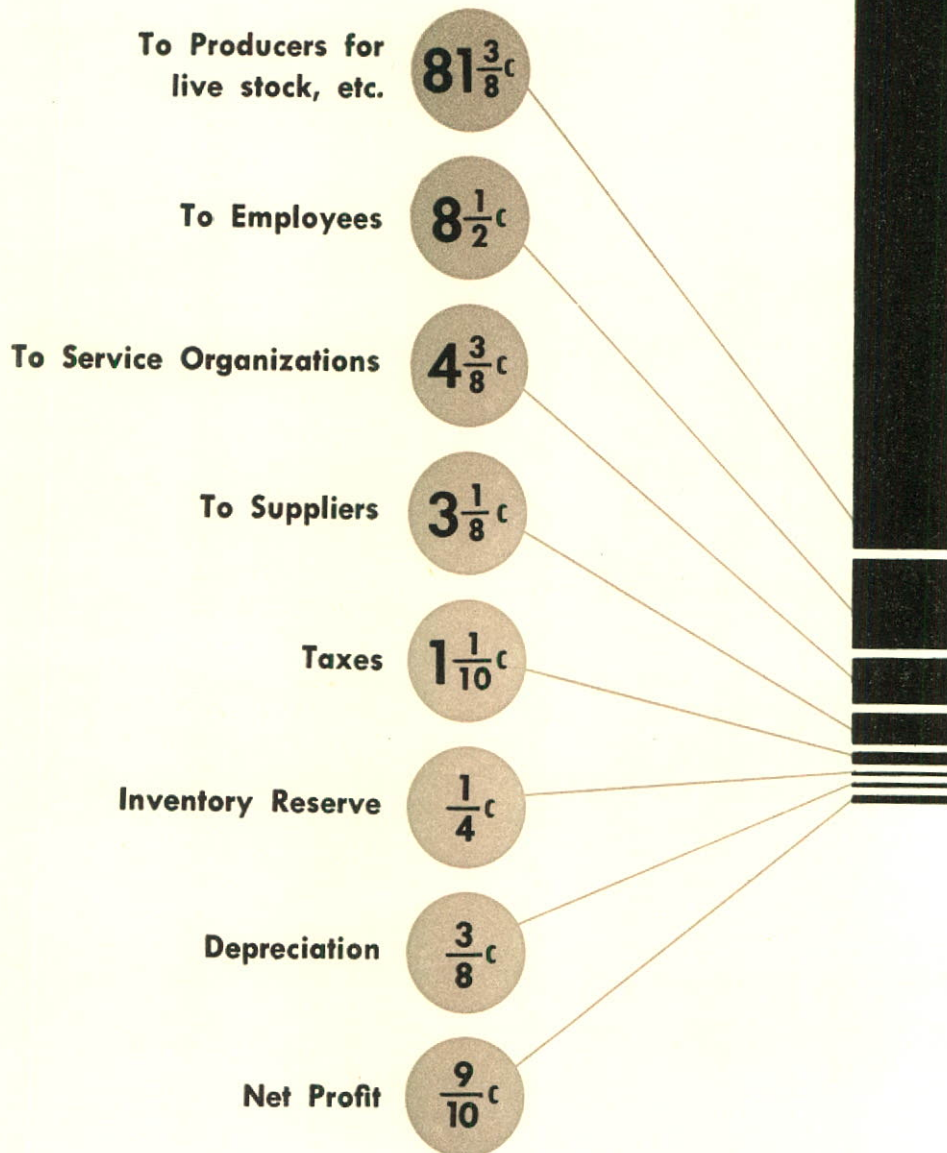 To Producers for
live stock, etc.
81 3/8 c
To Employees
8 1/2 c
To Service Organizations
4 3/8 c
To Suppliers
3 1/8 c
Taxes
1 1/10 c
Inventory Reserve
1/4 c
Depreciation
3/8 c
Net Profit
9/10 c